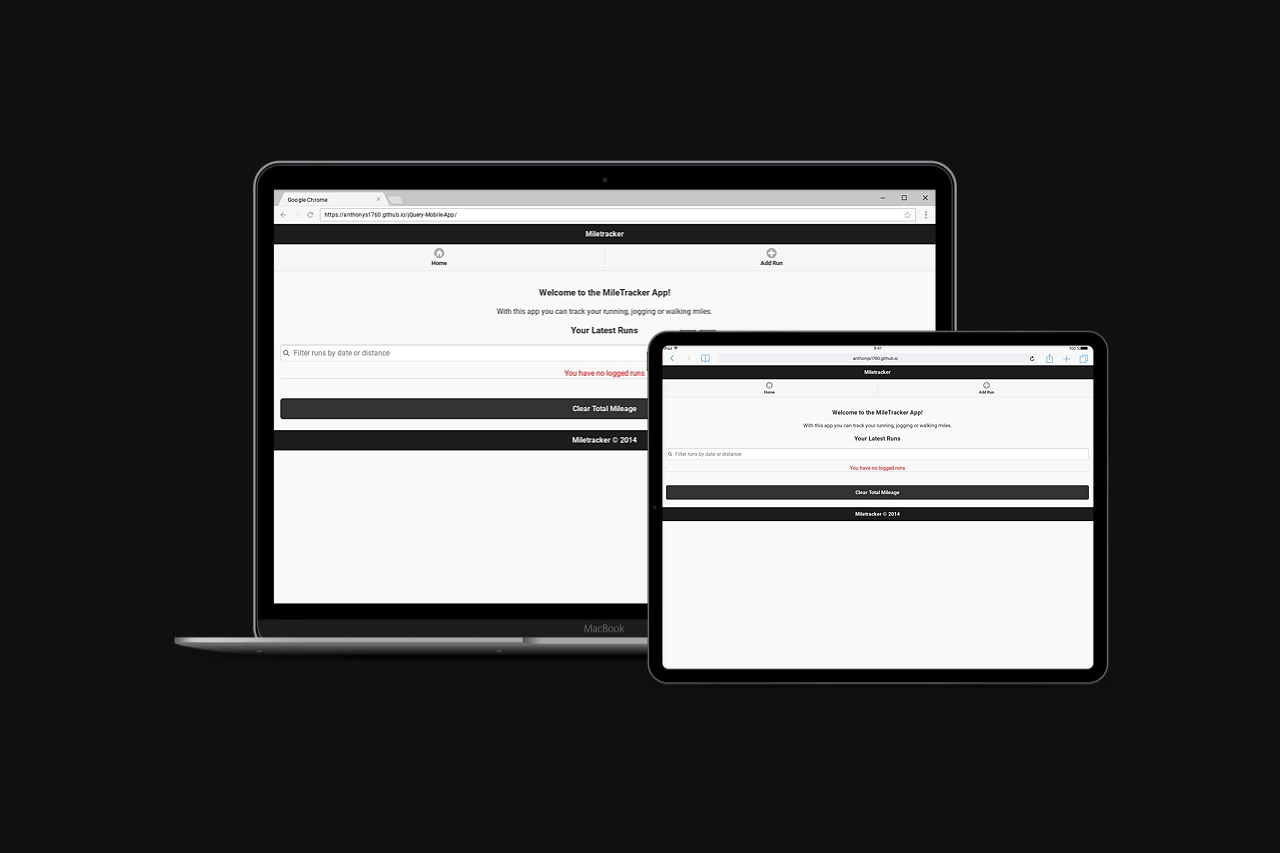 Google Chrome
https://anthonys1760.github.io/jQuery-Mobile-App/
Miletracker
Home
Add Run
Welcome to the MileTracker App!
With this app you can track your running, jogging or walking miles.
Your Latest Runs
Filter runs by date or distance
You have no logged runs
Clear Total Mileage
Miletracker © 2014
MacBook
iPad
9:41
100 %
anthonys1760.github.io
Miletracker
Home
Add Run
Welcome to the MileTracker App!
With this app you can track your running, jogging or walking miles.
Your Latest Runs
Filter runs by date or distance
You have no logged runs
Clear Total Mileage
Miletracker © 2014